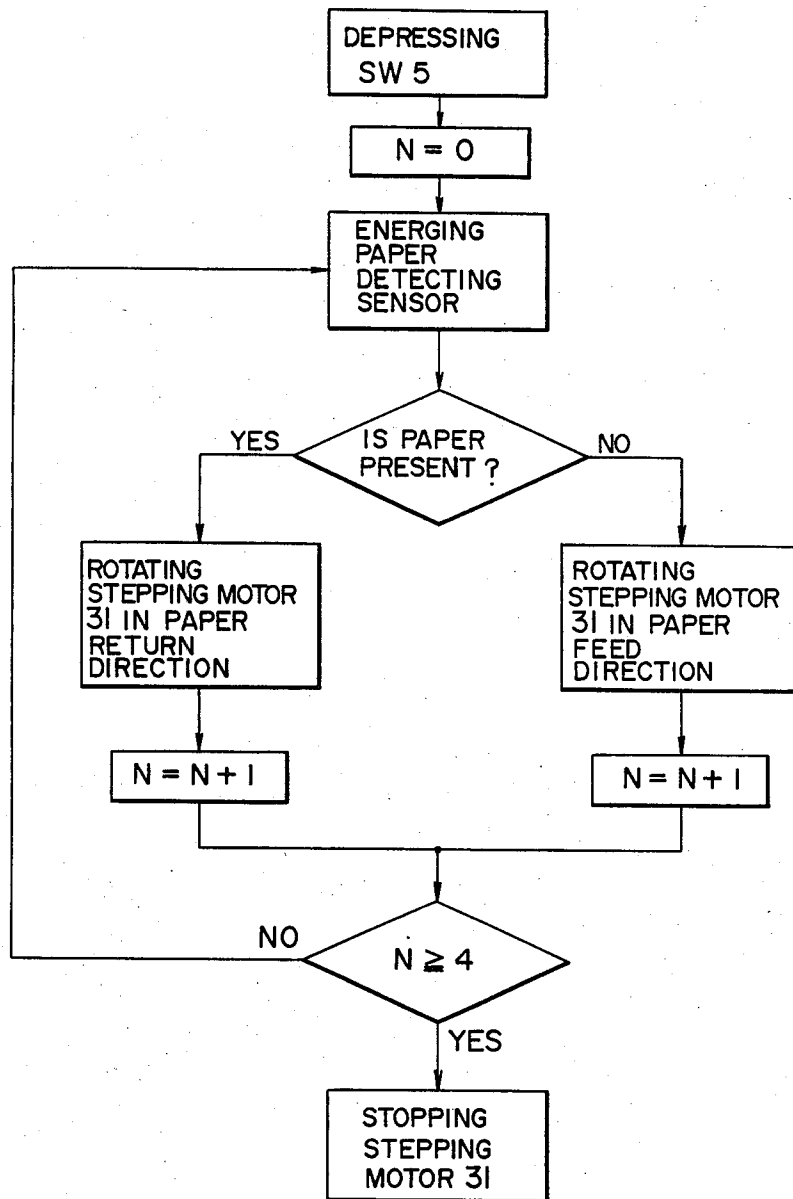 DEPRESSING
SW 5
N = 0
ENERGING
PAPER
DETECTING
SENSOR
IS PAPER
PRESENT ?
YES
NO
ROTATING
STEPPING MOTOR
31 IN PAPER
RETURN
DIRECTION
ROTATING
STEPPING MOTOR
31 IN PAPER
FEED
DIRECTION
N = N + 1
N = N + 1
N ≧ 4
NO
YES
STOPPING
STEPPING
MOTOR 31